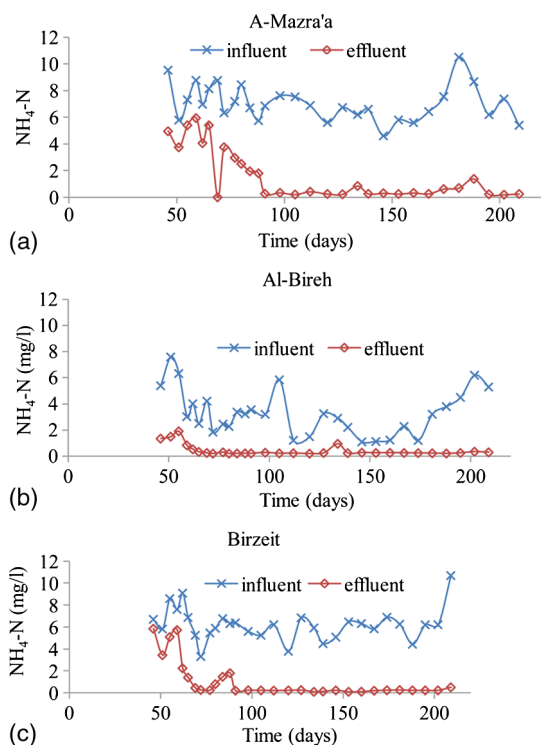 A-Mazra'a
12
10
8
6
4
2
0
NH4-N
influent
effluent
0
50
100
150
200
Time (days)
(a)
Al-Bireh
12
10
8
6
4
2
0
NH4-N (mg/l)
influent
effluent
0
50
100
150
200
Time (days)
(b)
Birzeit
12
10
8
6
4
2
0
NH4-N (mg/l)
influent
effluent
0
50
100
150
200
Time (days)
(c)